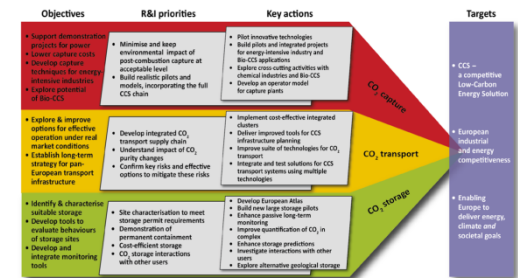 Objectives
R&I priorities
Key actions
Targets
• Support demonstration
projects for power
• Lower capture costs
• Develop capture
techniques for energy-
intensive industries
• Explore potential
of Bio-CCS
• Minimise and keep
environmental impact of
post-combustion capture at
acceptable level
• Build realistic pilots and
models, incorporating the full
CCS chain
• Pilot innovative technologies
• Build pilots and integrated projects
for energy-intensive industry and
Bio-CCS applications
• Explore cross-cutting activities with
chemical industries and Bio-CCS
• Develop an operator model
for capture plants
CO2 capture
• Explore & improve
options for effective
operation under real
market conditions
• Establish long-term
strategy for pan-
European transport
infrastructure
• Develop integrated CO2
transport supply chain
• Understand impact of CO2
purity changes
• Confirm key risks and effective
options to mitigate these risks
• Implement cost-effective integrated
clusters
• Deliver improved tools for CCS
infrastructure planning
• Improve suite of technologies for CO2
transport
• Integrate and test solutions for CCS
transport systems using multiple
technologies
CO2 transport
• Identify & characterise
suitable storage
• Develop tools to
evaluate behaviours
of storage sites
• Develop and
integrate monitoring
tools
• Site characterisation to meet
storage permit requirements
• Demonstration of
permanent containment
• Cost-efficient storage
• CO2 storage interactions
with other users
• Develop European Atlas
• Build new large storage pilots
• Enhance passive long-term
monitoring
• Improve quantification of CO2 in
complex
• Enhance storage predictions
• Investigate interactions with other
users
• Explore alternative geological storage
CO2 storage
• CCS –
a competitive
Low-Carbon
Energy Solution
• European
industrial
and energy
competitiveness
• Enabling
Europe to
deliver energy,
climate and
societal goals